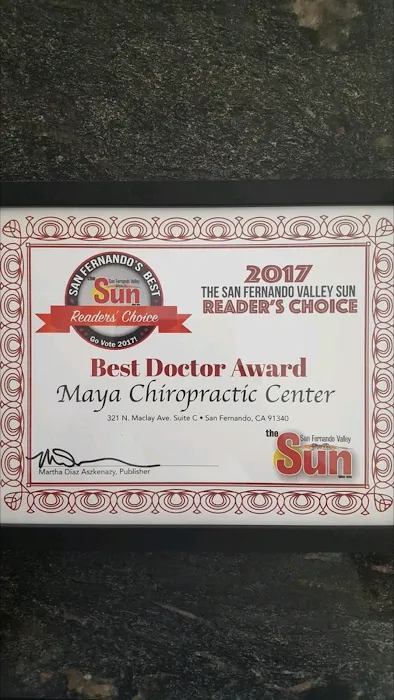 SAN FERNANDO'S BEST
the
San Fernando Valley
Sun
Readers' Choice
Go Vote 2017!
2017
THE SAN FERNANDO VALLEY SUN
READER'S CHOICE
Best Doctor Award
Maya Chiropractic Center
321 N. Maclay Ave. Suite C • San Fernando, CA 91340
the
San Fernando Valley
Sun
Martha Diaz Aszkenazy, Publisher